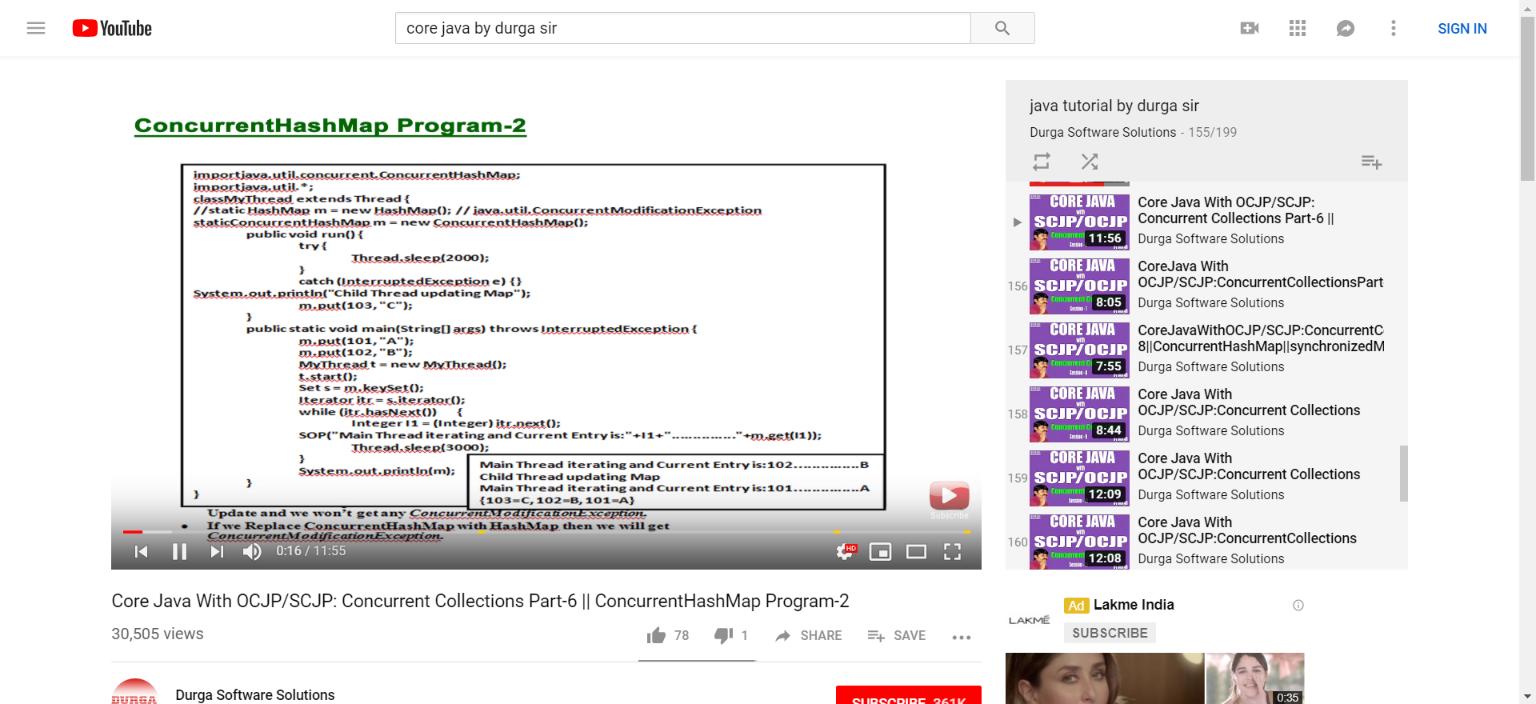 YouTube
core java by durga sir
SIGN IN
ConcurrentHashMap Program-2
importjava.util.concurrent.ConcurrentHashMap;
importjava.util.*;
classMyThread extends Thread {
//static HashMap m = new HashMap(); // java.util.ConcurrentModificationException
staticConcurrentHashMap m = new ConcurrentHashMap();
public void run() {
try {
Thread.sleep(2000);
}
catch (InterruptedException e) {}
System.out.println("Child Thread updating Map");
m.put(103, "C");
}
public static void main(String[] args) throws InterruptedException {
m.put(101, "A");
m.put(102, "B");
MyThread t = new MyThread();
t.start();
Set s = m.keySet();
Iterator itr = s.iterator();
while (itr.hasNext()) {
Integer I1 = (Integer) itr.next();
SOP("Main Thread iterating and Current Entry is:"+I1+"..............."+m.get(I1));
Thread.sleep(3000);
}
System.out.println(m);
}
}
Main Thread iterating and Current Entry is:102...............B
Child Thread updating Map
Main Thread iterating and Current Entry is:101...............A
{103=C, 102=B, 101=A}
Update and we won't get any ConcurrentModificationException.
• If we Replace ConcurrentHashMap with HashMap then we will get
ConcurrentModificationException.
Subscribe
0:16 / 11:55
HD
Core Java With OCJP/SCJP: Concurrent Collections Part-6 || ConcurrentHashMap Program-2
30,505 views
78
1
SHARE
SAVE
DURGA
Durga Software Solutions
SUBSCRIBE 361K
java tutorial by durga sir
Durga Software Solutions - 155/199
CORE JAVA
with
SCJP/OCJP
11:56
Core Java With OCJP/SCJP:
Concurrent Collections Part-6 ||
Durga Software Solutions
156
CORE JAVA
with
SCJP/OCJP
8:05
CoreJava With
OCJP/SCJP:ConcurrentCollectionsPart
Durga Software Solutions
157
CORE JAVA
with
SCJP/OCJP
7:55
CoreJavaWithOCJP/SCJP:ConcurrentC
8||ConcurrentHashMap||synchronizedM
Durga Software Solutions
158
CORE JAVA
with
SCJP/OCJP
8:44
Core Java With
OCJP/SCJP:Concurrent Collections
Durga Software Solutions
159
CORE JAVA
with
SCJP/OCJP
12:09
Core Java With
OCJP/SCJP:Concurrent Collections
Durga Software Solutions
160
CORE JAVA
with
SCJP/OCJP
12:08
Core Java With
OCJP/SCJP:ConcurrentCollections
Durga Software Solutions
LAKMÉ
Ad Lakme India
SUBSCRIBE
0:35